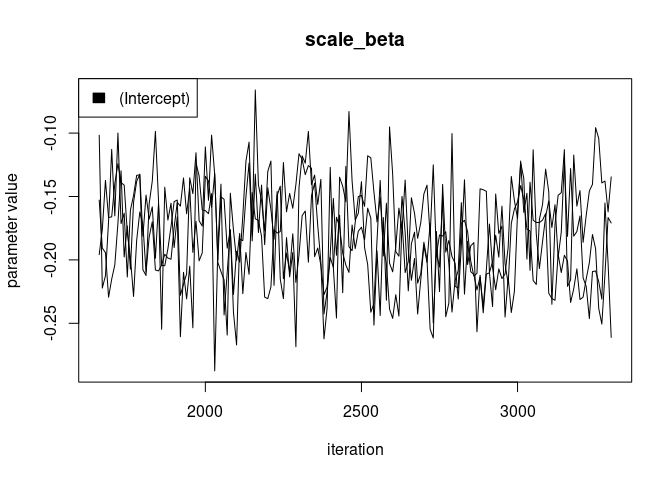 scale_beta
(Intercept)
parameter value
-0.10
-0.15
-0.20
-0.25
2000
2500
3000
iteration